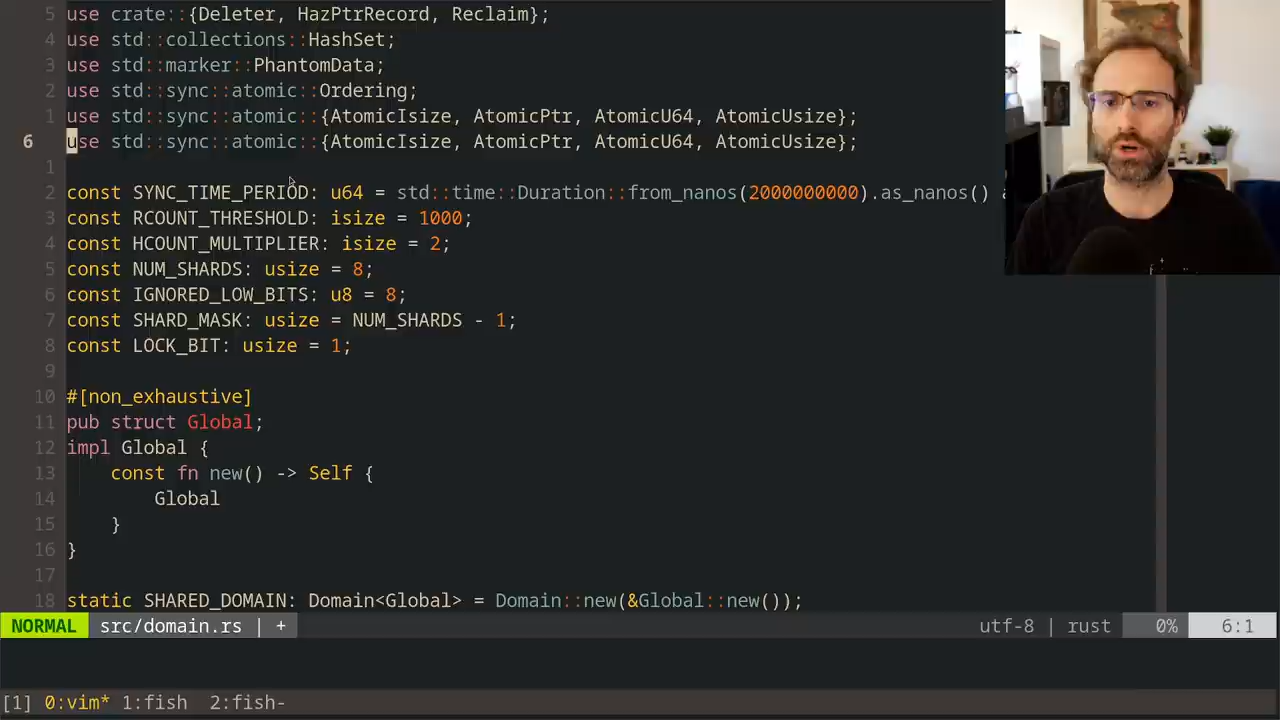 5 use crate::{Deleter, HazPtrRecord, Reclaim};
4 use std::collections::HashSet;
3 use std::marker::PhantomData;
2 use std::sync::atomic::Ordering;
1 use std::sync::atomic::{AtomicIsize, AtomicPtr, AtomicU64, AtomicUsize};
6 use std::sync::atomic::{AtomicIsize, AtomicPtr, AtomicU64, AtomicUsize};
1
2 const SYNC_TIME_PERIOD: u64 = std::time::Duration::from_nanos(2000000000).as_nanos()
3 const RCOUNT_THRESHOLD: isize = 1000;
4 const HCOUNT_MULTIPLIER: isize = 2;
5 const NUM_SHARDS: usize = 8;
6 const IGNORED_LOW_BITS: u8 = 8;
7 const SHARD_MASK: usize = NUM_SHARDS - 1;
8 const LOCK_BIT: usize = 1;
9
10 #[non_exhaustive]
11 pub struct Global;
12 impl Global {
13     const fn new() -> Self {
14         Global
15     }
16 }
17
18 static SHARED_DOMAIN: Domain<Global> = Domain::new(&Global::new());
NORMAL src/domain.rs | + utf-8 | rust 0% 6:1
[1] 0:vim* 1:fish 2:fish-